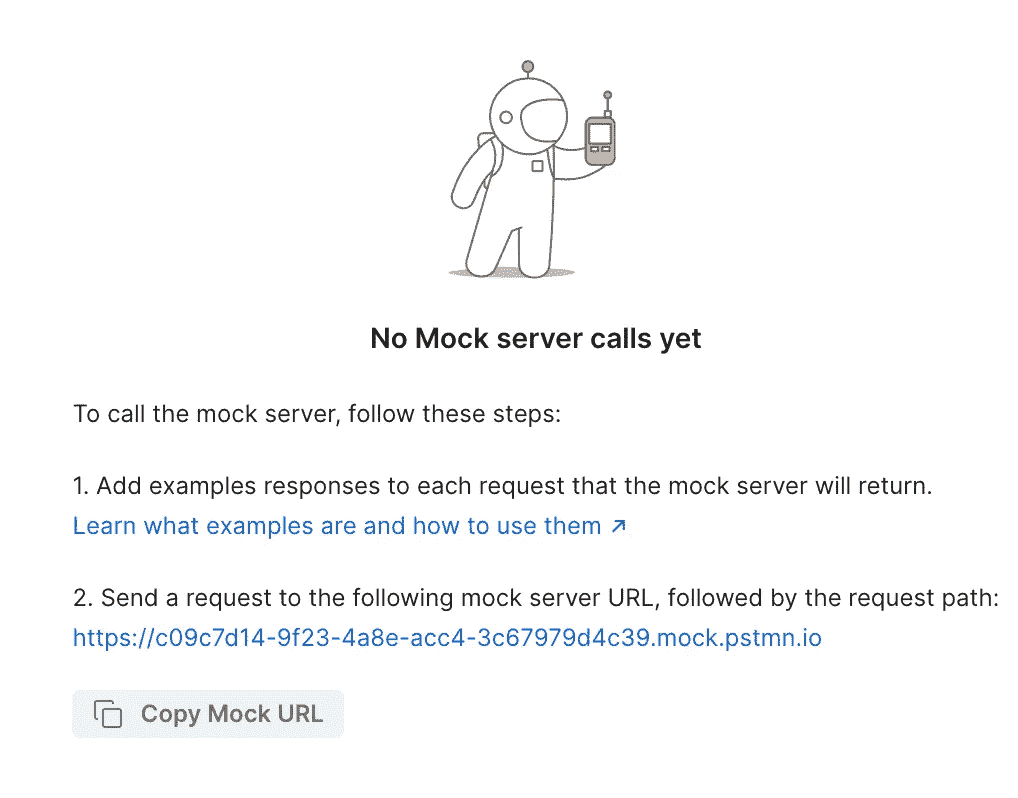 No Mock server calls yet
To call the mock server, follow these steps:
1. Add examples responses to each request that the mock server will return.
Learn what examples are and how to use them ↗
2. Send a request to the following mock server URL, followed by the request path:
https://c09c7d14-9f23-4a8e-acc4-3c67979d4c39.mock.pstmn.io
Copy Mock URL